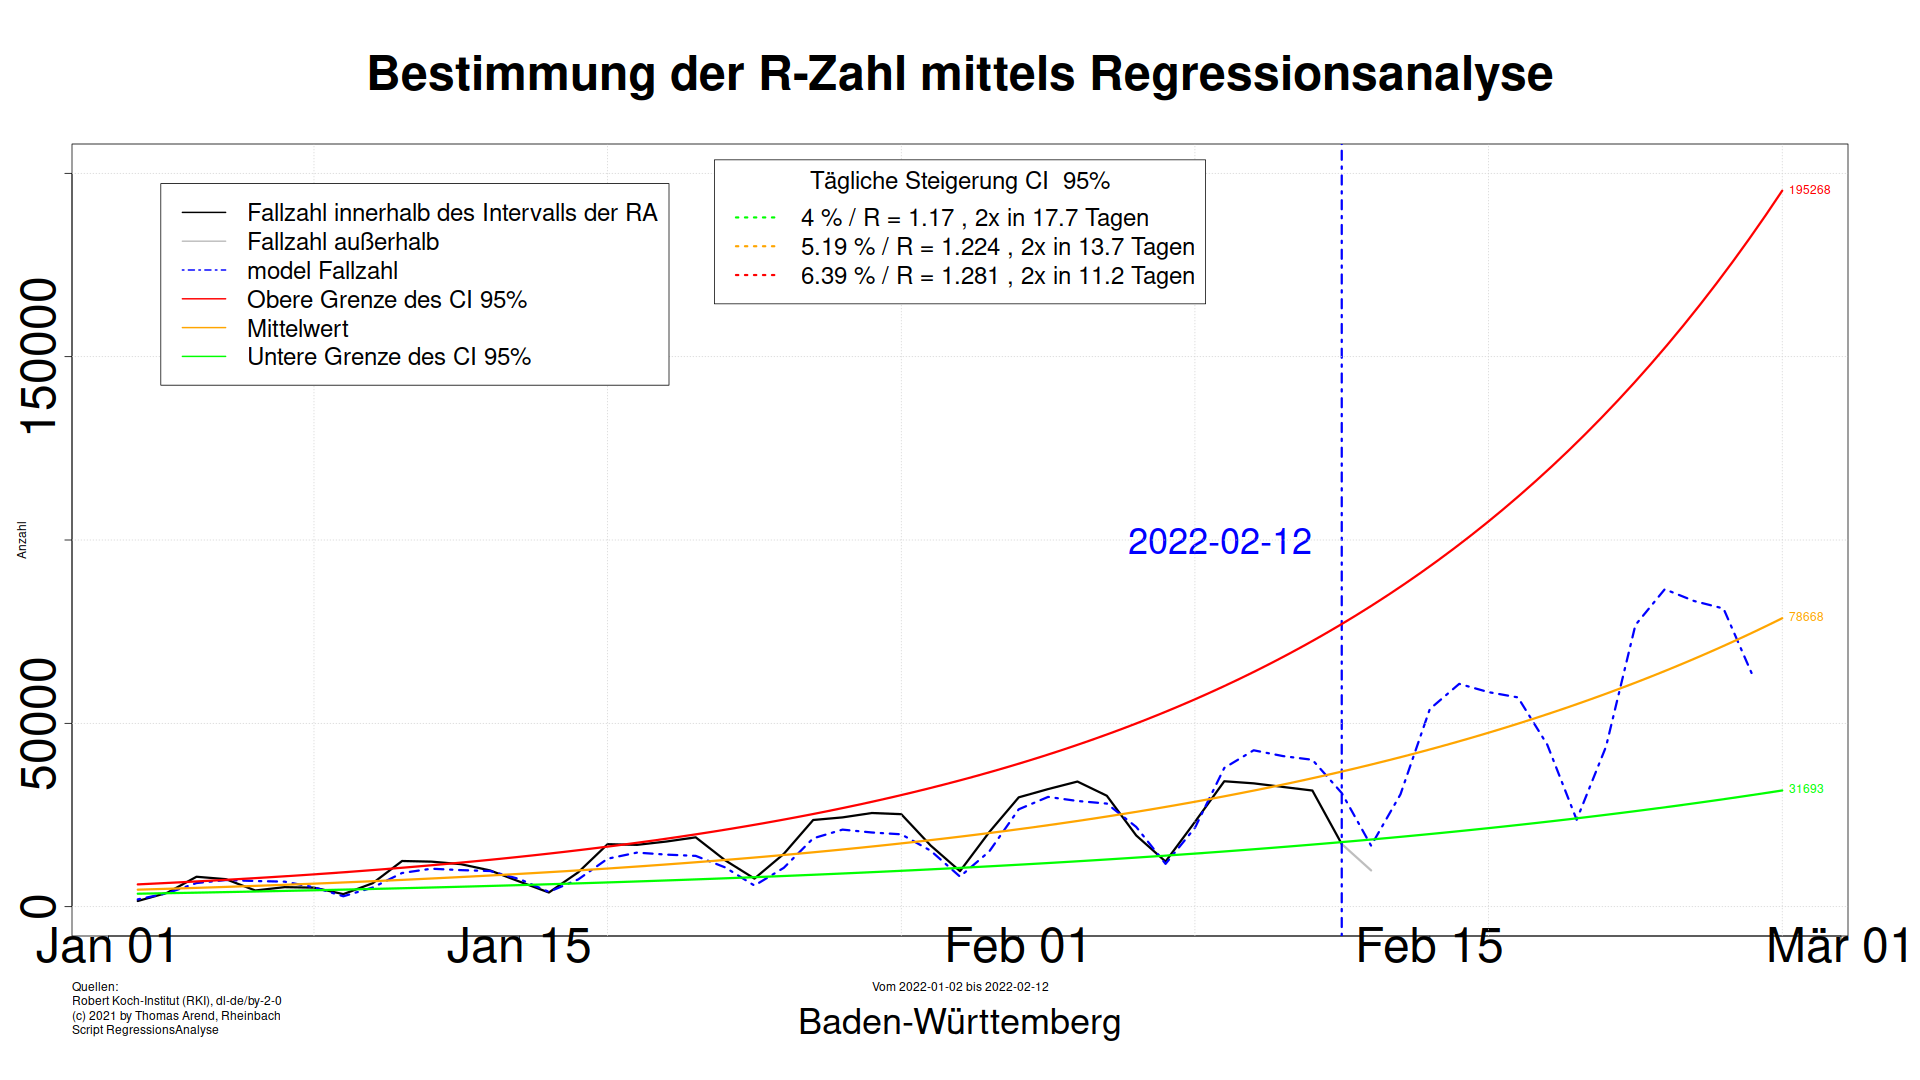 Bestimmung der R-Zahl mittels Regressionsanalyse
Fallzahl innerhalb des Intervalls der RA
Fallzahl außerhalb
model Fallzahl
Obere Grenze des CI 95%
Mittelwert
Untere Grenze des CI 95%
Tägliche Steigerung CI  95%
4 % / R = 1.17 , 2x in 17.7 Tagen
5.19 % / R = 1.224 , 2x in 13.7 Tagen
6.39 % / R = 1.281 , 2x in 11.2 Tagen
195268
150000
Anzahl
2022-02-12
78668
50000
31693
0
Jan 01
Jan 15
Feb 01
Feb 15
Mär 01
Quellen:
Robert Koch-Institut (RKI), dl-de/by-2-0
(c) 2021 by Thomas Arend, Rheinbach
Script RegressionsAnalyse
Vom 2022-01-02 bis 2022-02-12
Baden-Württemberg